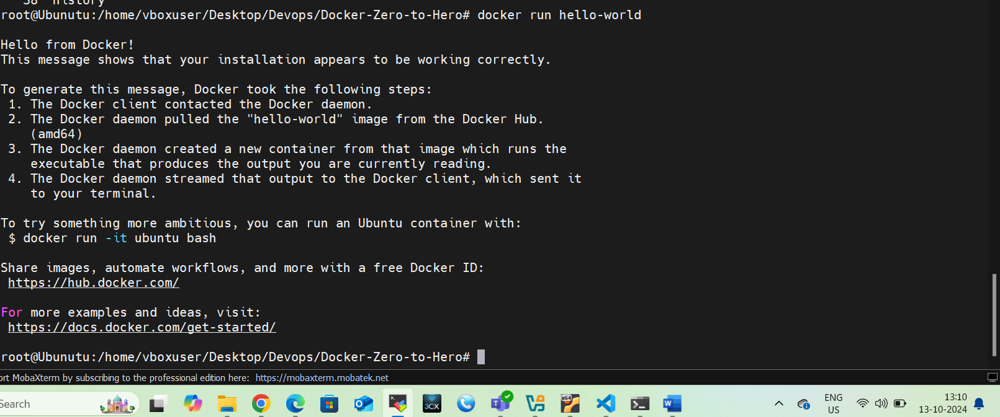 38 history
root@Ubunutu:/home/vboxuser/Desktop/Devops/Docker-Zero-to-Hero# docker run hello-world
Hello from Docker!
This message shows that your installation appears to be working correctly.
To generate this message, Docker took the following steps:
1. The Docker client contacted the Docker daemon.
2. The Docker daemon pulled the "hello-world" image from the Docker Hub.
(amd64)
3. The Docker daemon created a new container from that image which runs the
executable that produces the output you are currently reading.
4. The Docker daemon streamed that output to the Docker client, which sent it
to your terminal.
To try something more ambitious, you can run an Ubuntu container with:
$ docker run -it ubuntu bash
Share images, automate workflows, and more with a free Docker ID:
https://hub.docker.com/
For more examples and ideas, visit:
https://docs.docker.com/get-started/
root@Ubunutu:/home/vboxuser/Desktop/Devops/Docker-Zero-to-Hero#
ort MobaXterm by subscribing to the professional edition here: https://mobaxterm.mobatek.net
Search
3CX
x64
ENG
US
13:10
13-10-2024